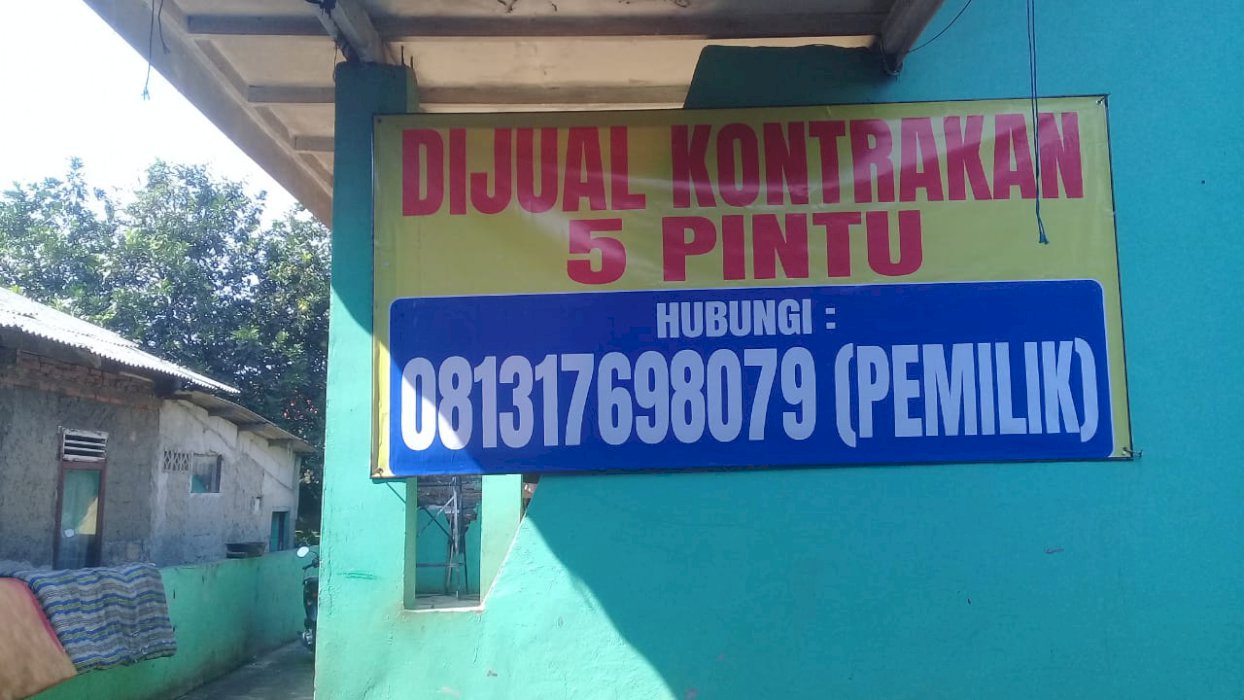 DIJUAL KONTRAKAN
5 PINTU
HUBUNGI :
081317698079 (PEMILIK)